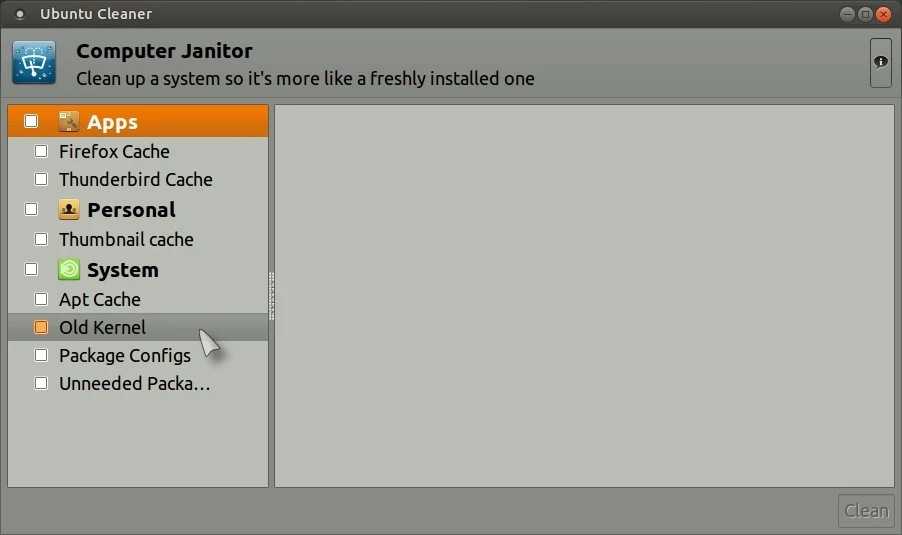 Ubuntu Cleaner
Computer Janitor
Clean up a system so it's more like a freshly installed one
Apps
Firefox Cache
Thunderbird Cache
Personal
Thumbnail cache
System
Apt Cache
Old Kernel
Package Configs
Unneeded Packa...
Clean